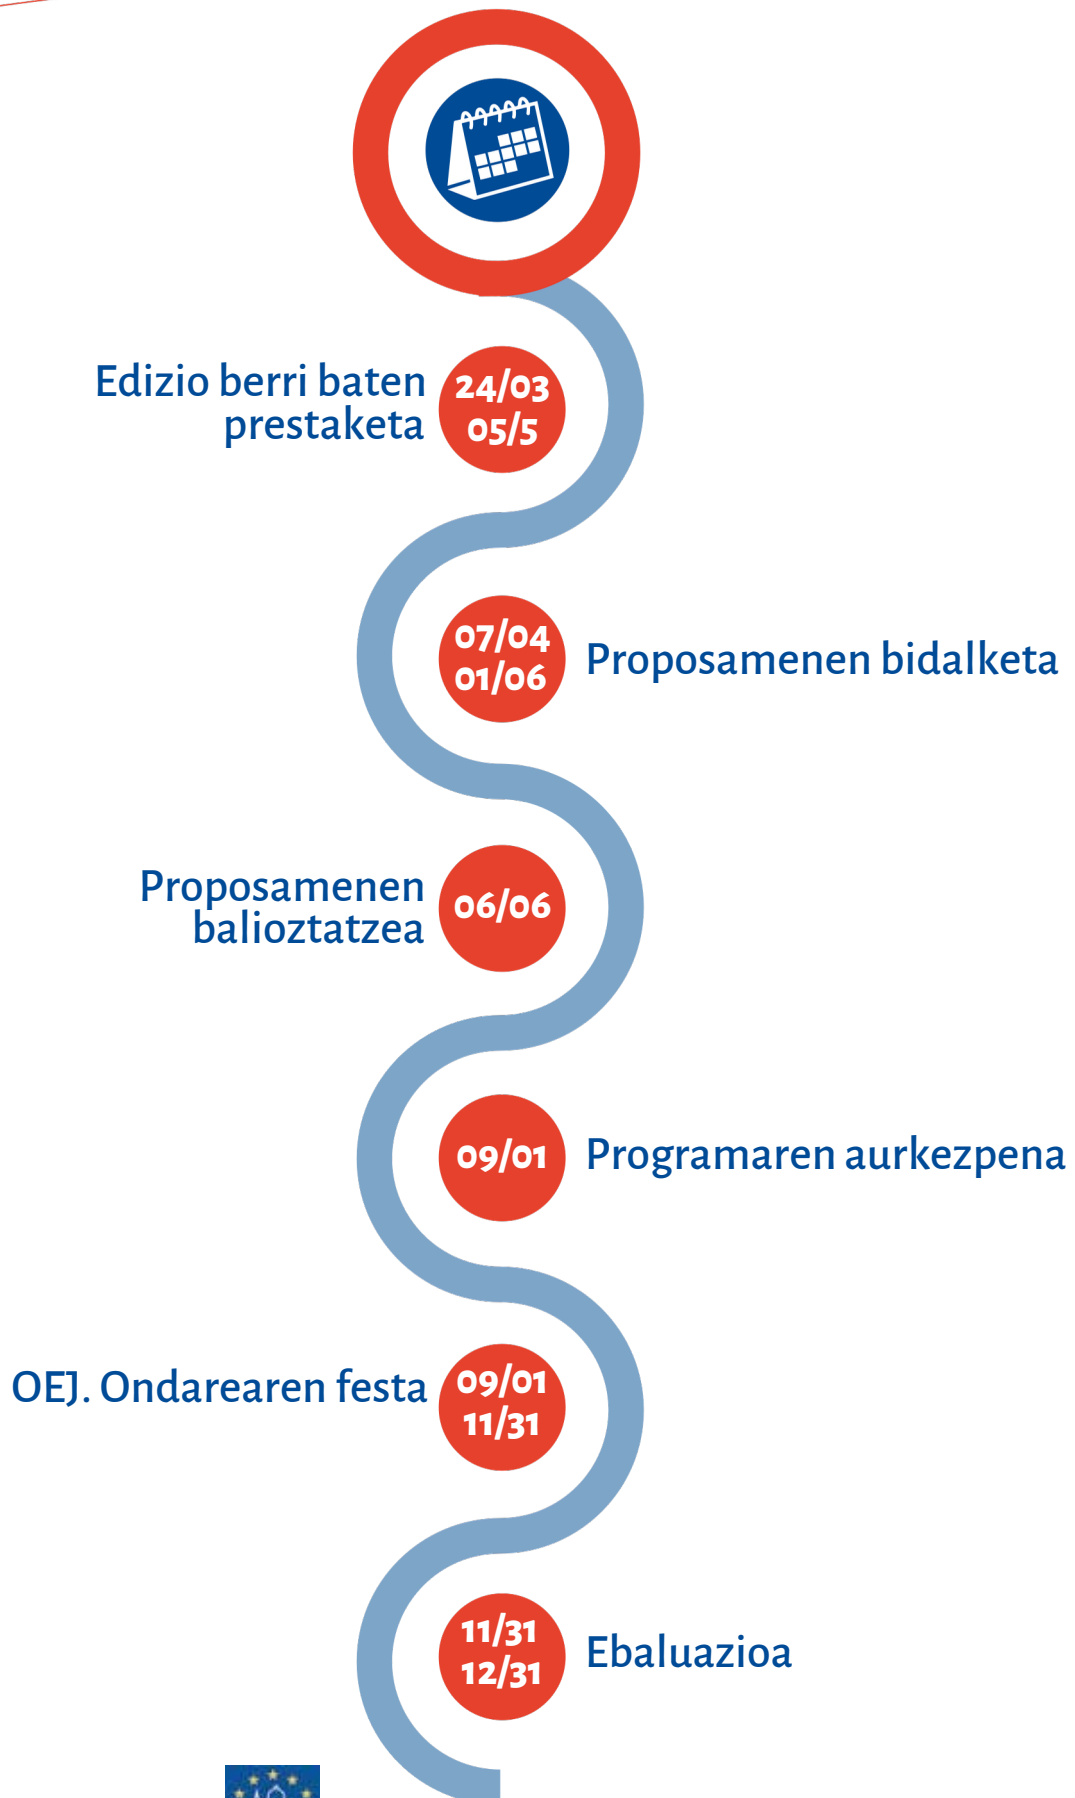 Edizio berri baten
prestaketa
24/03
05/5
07/04
01/06
Proposamenen bidalketa
Proposamenen
balioztatzea
06/06
09/01
Programaren aurkezpena
OEJ. Ondarearen festa
09/01
11/31
11/31
12/31
Ebaluazioa